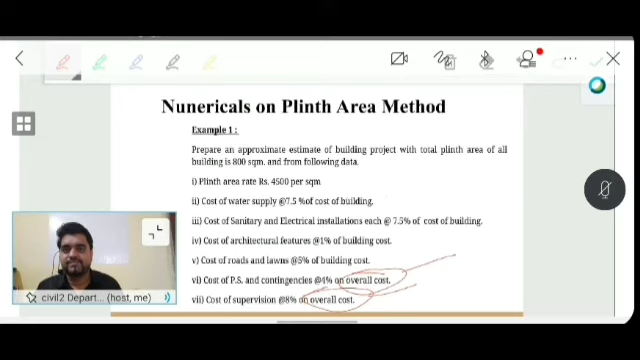 Nunericals on Plinth Area Method
Example 1 :
Prepare an approximate estimate of building project with total plinth area of all
building is 800 sqm. and from following data.
i) Plinth area rate Rs. 4500 per sqm
ii) Cost of water supply @7.5 %of cost of building.
iii) Cost of Sanitary and Electrical installations each @ 7.5% of cost of building.
iv) Cost of architectural features @1% of building cost.
v) Cost of roads and lawns @5% of building cost.
vi) Cost of P.S. and contingencies @4% on overall cost.
vii) Cost of supervision @8% on overall cost.
civil2 Depart... (host, me)